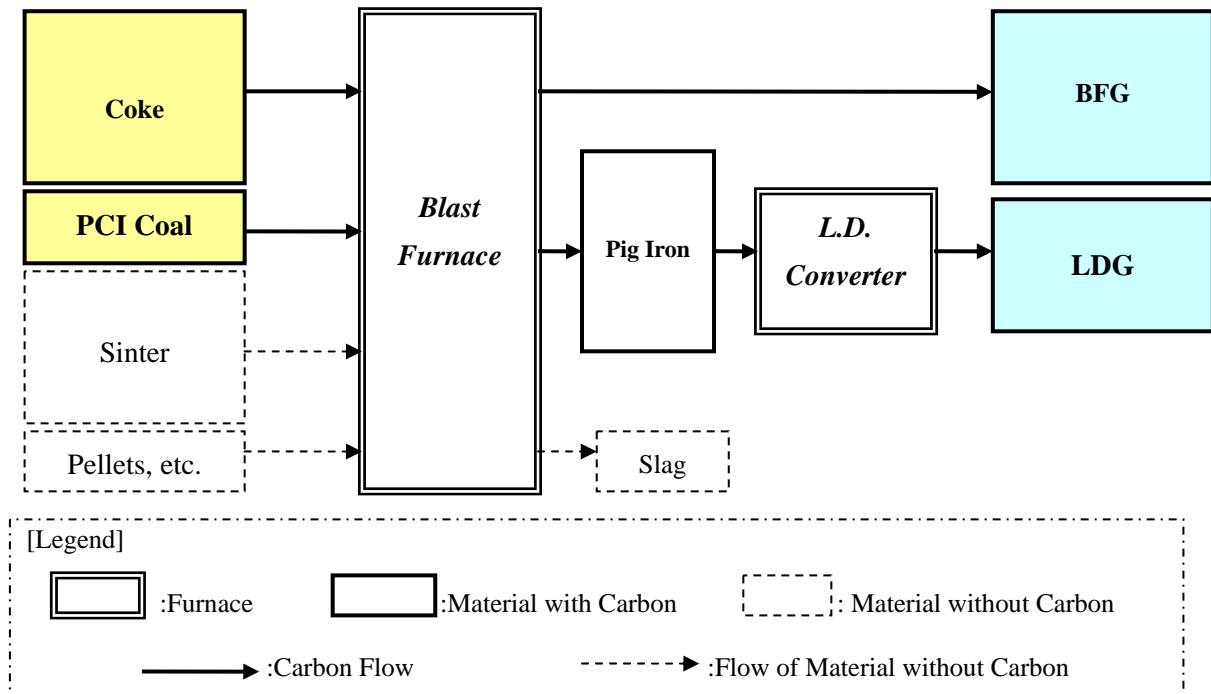 Coke
PCI Coal
Sinter
Pellets, etc.
Blast
Furnace
Pig Iron
Slag
L.D.
Converter
BFG
LDG
[Legend]
:Furnace
:Material with Carbon
: Material without Carbon
:Carbon Flow
:Flow of Material without Carbon